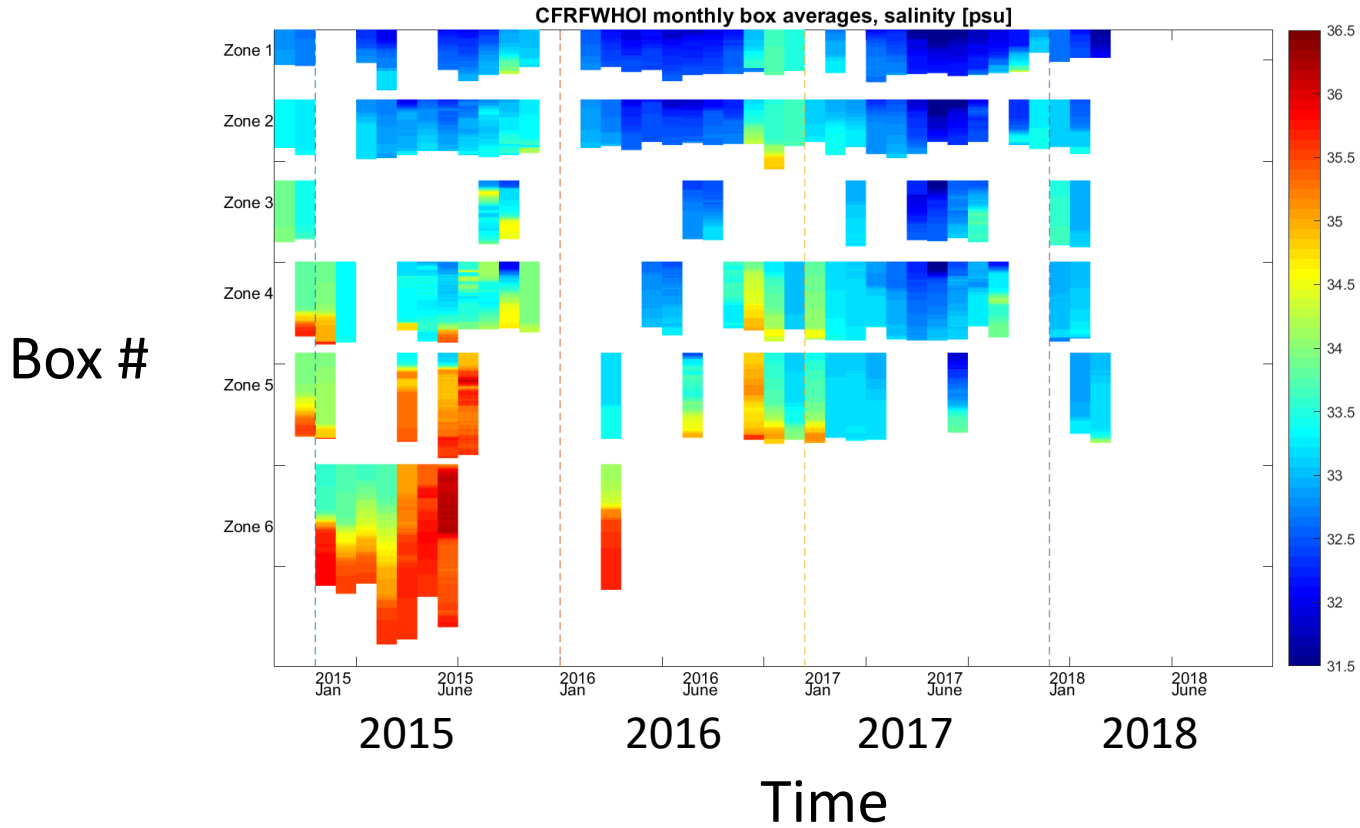 CFRFWHOI monthly box averages, salinity [psu]
Zone 1
Zone 2
Zone 3
Zone 4
Zone 5
Zone 6
Box #
36.5
36
35.5
35
34.5
34
33.5
33
32.5
32
31.5
2015 Jan
2015 June
2016 Jan
2016 June
2017 Jan
2017 June
2018 Jan
2018 June
2015 2016 2017 2018
Time